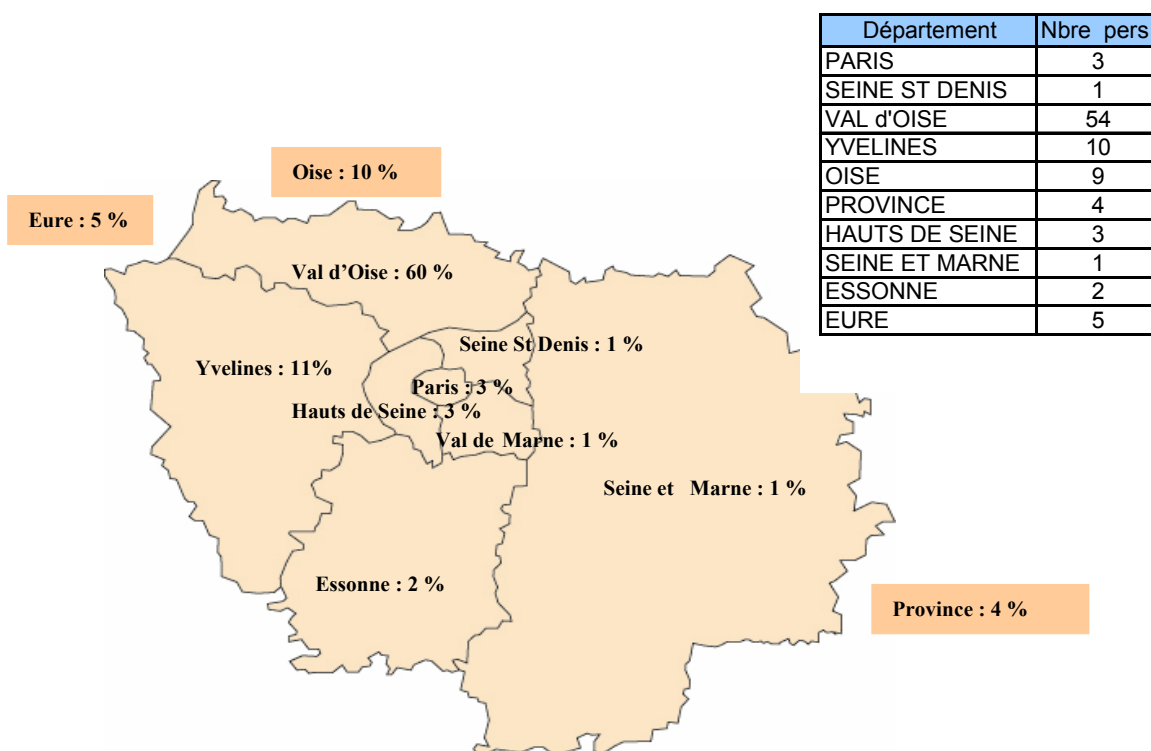 Département Nbre pers
PARIS 3
SEINE ST DENIS 1
VAL d'OISE 54
YVELINES 10
OISE 9
PROVINCE 4
HAUTS DE SEINE 3
SEINE ET MARNE 1
ESSONNE 2
EURE 5
Oise : 10 %
Eure : 5 %
Val d’Oise : 60 %
Seine St Denis : 1 %
Yvelines : 11%
Paris : 3 %
Hauts de Seine : 3 %
Val de Marne : 1 %
Seine et Marne : 1 %
Essonne : 2 %
Province : 4 %